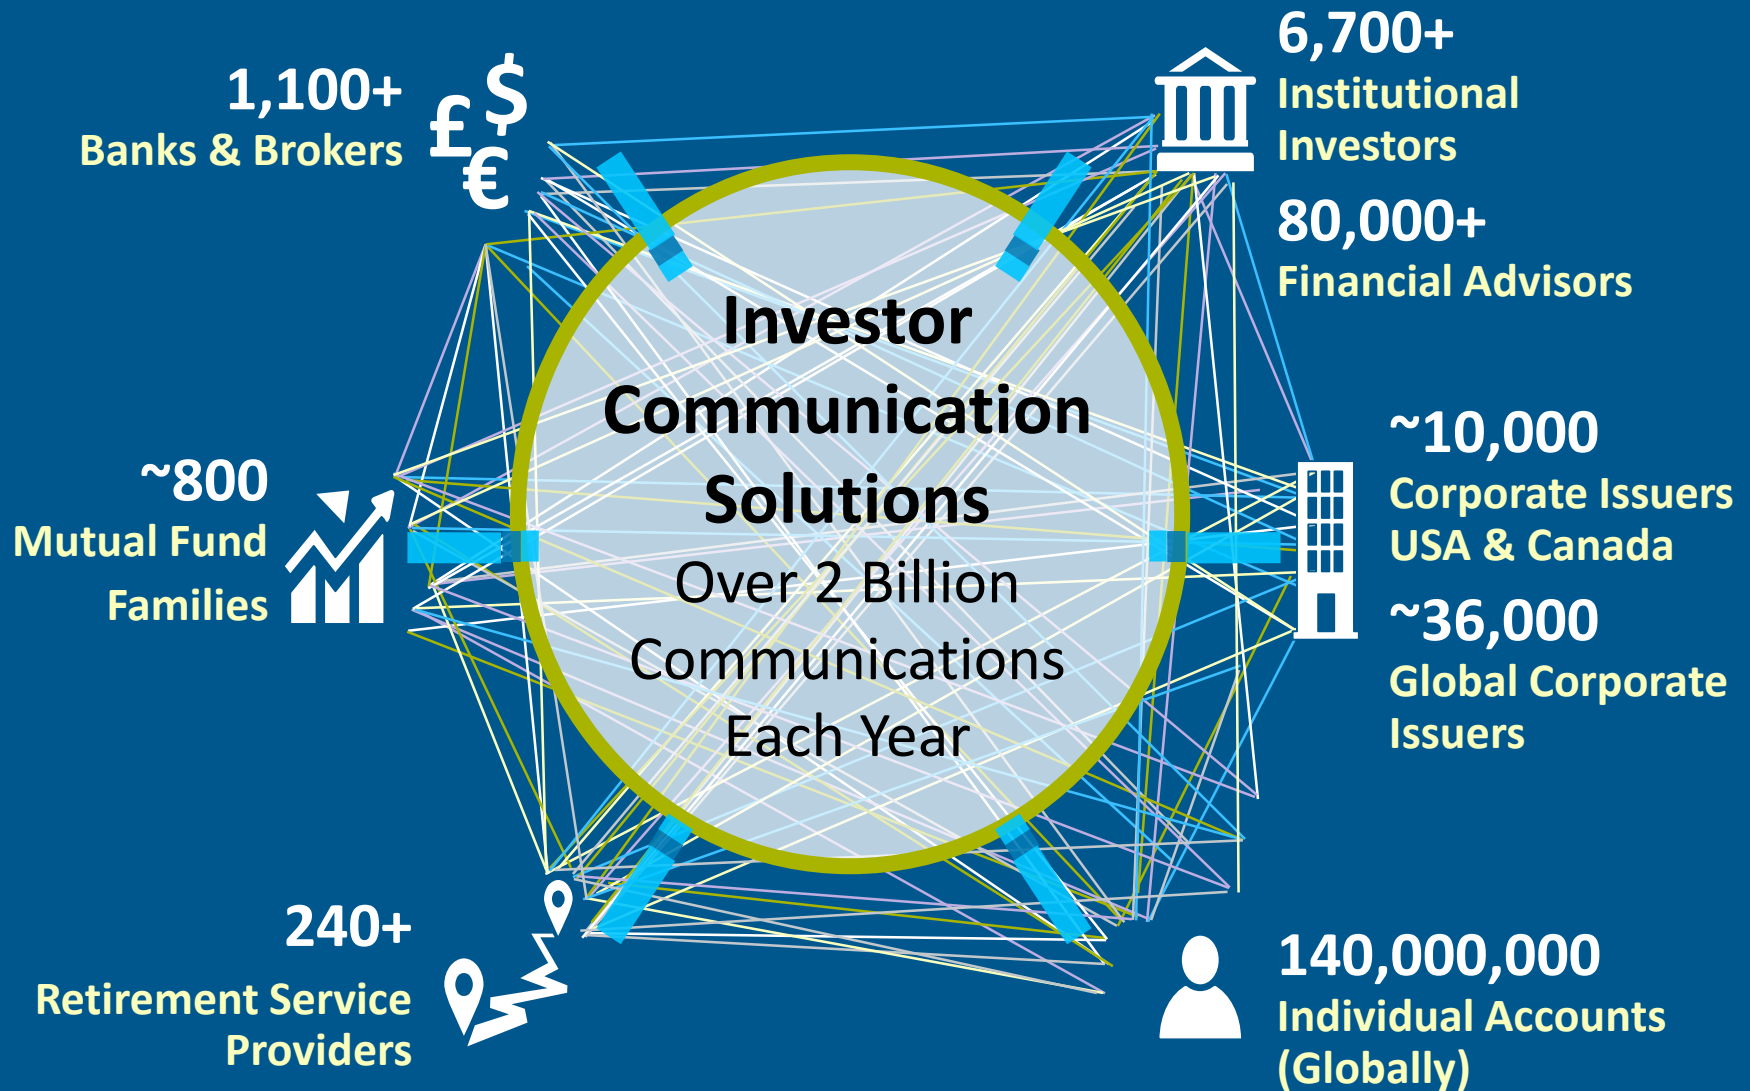 1,100+
Banks & Brokers
$
£
€
6,700+
Institutional
Investors
80,000+
Financial Advisors
Investor
Communication
Solutions
Over 2 Billion
Communications
Each Year
~800
Mutual Fund
Families
~10,000
Corporate Issuers
USA & Canada
~36,000
Global Corporate
Issuers
240+
Retirement Service
Providers
140,000,000
Individual Accounts
(Globally)